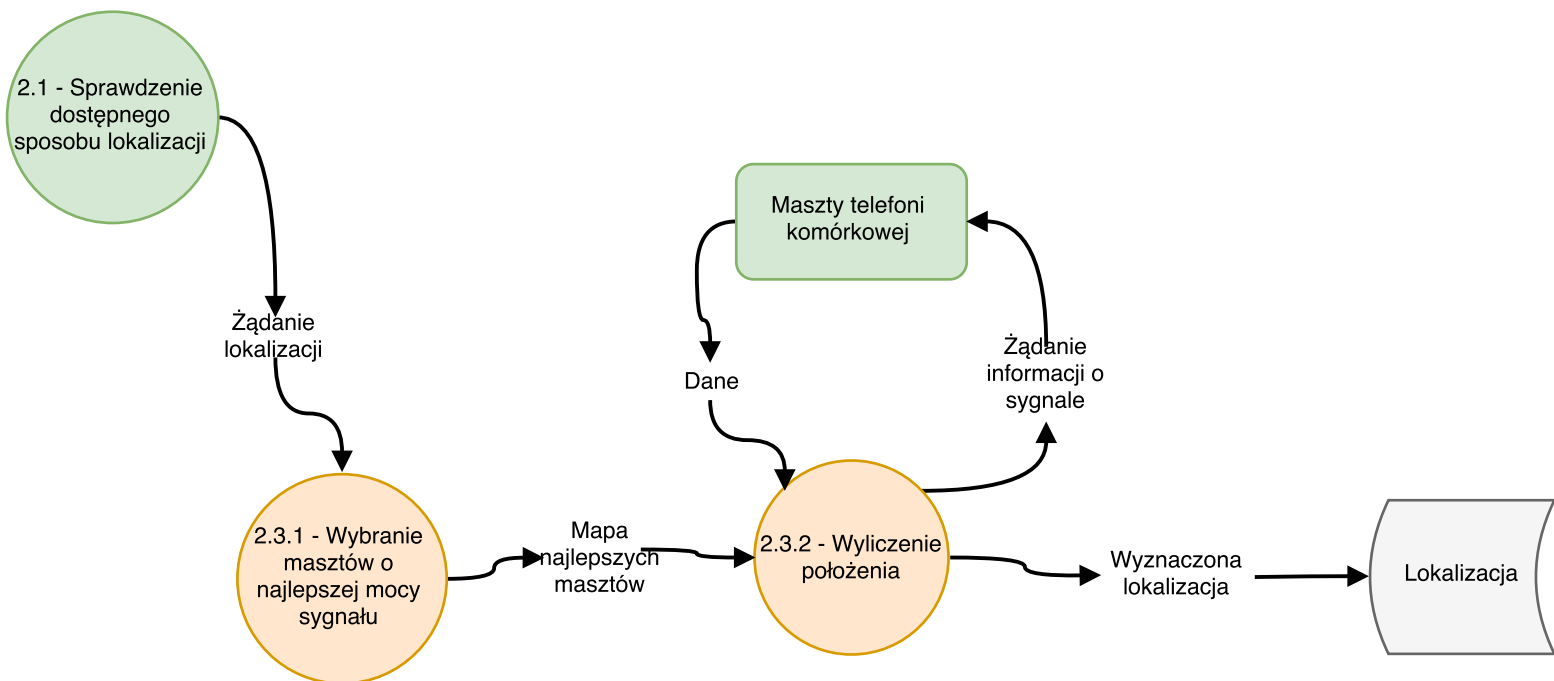 2.1 - Sprawdzenie
dostępnego
sposobu lokalizacji
Maszty telefoni
komórkowej
Żądanie
lokalizacji
Dane
Żądanie
informacji o
sygnale
2.3.1 - Wybranie
masztów o
najlepszej mocy
sygnału
Mapa
najlepszych
masztów
2.3.2 - Wyliczenie
położenia
Wyznaczona
lokalizacja
Lokalizacja